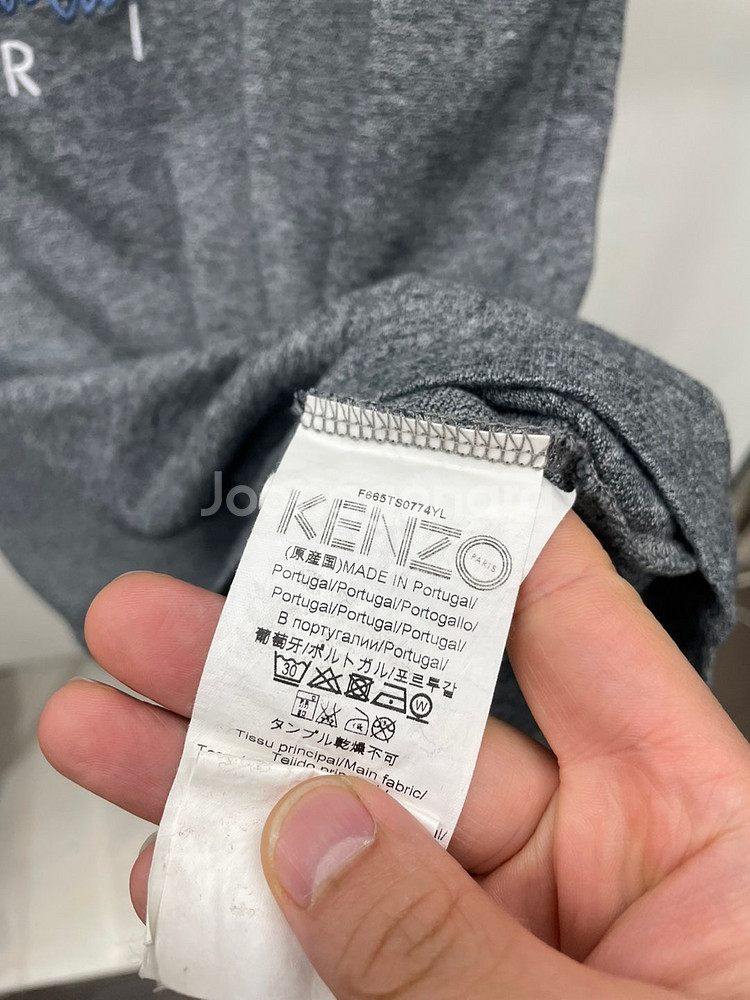 R I
F665TS0774YL
KENZO
PARIS
(原産国)MADE IN Portugal/
Portugal/Portugal/Portogallo/
Portugal/Portugal/Portugal/
В португалии/Portugal/
葡萄牙/ポルトガル/포르투갈
30 W
タンブル乾燥不可
Tissu principal/Main fabric/